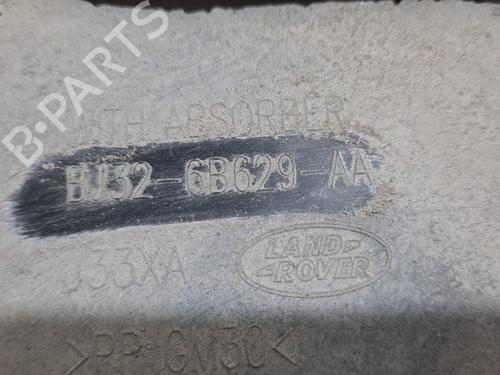 B-PARTS
WITH ABSORBER
BJ32-6B629-AA
J33XA
LAND-
-ROVER
>PP-GM30<